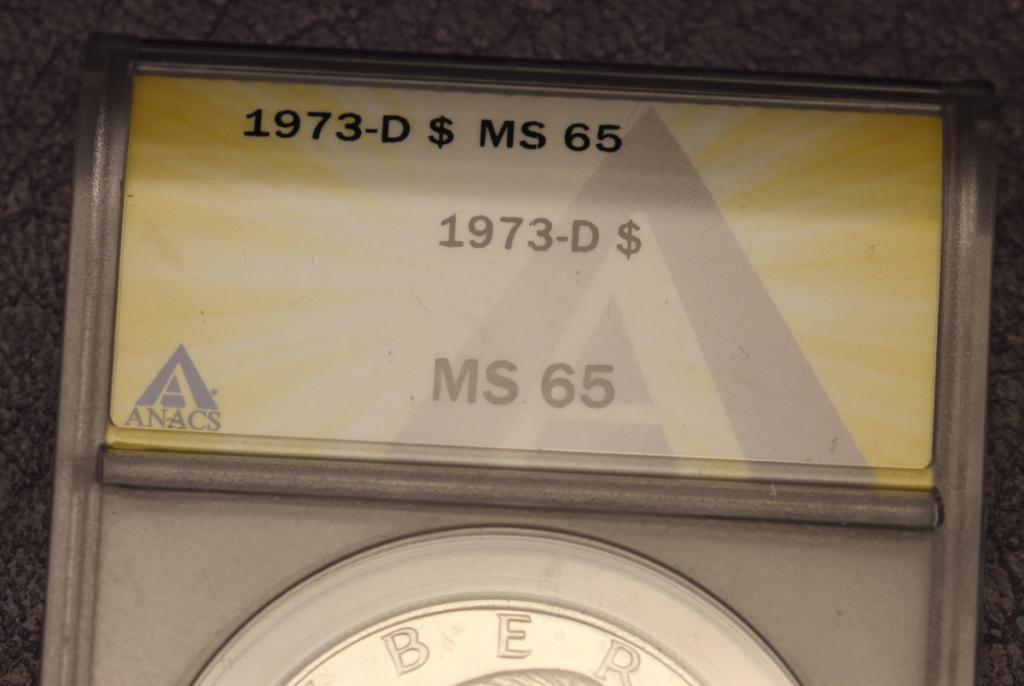 1973-D $ MS 65
1973-D $
MS 65
ANACS
BER